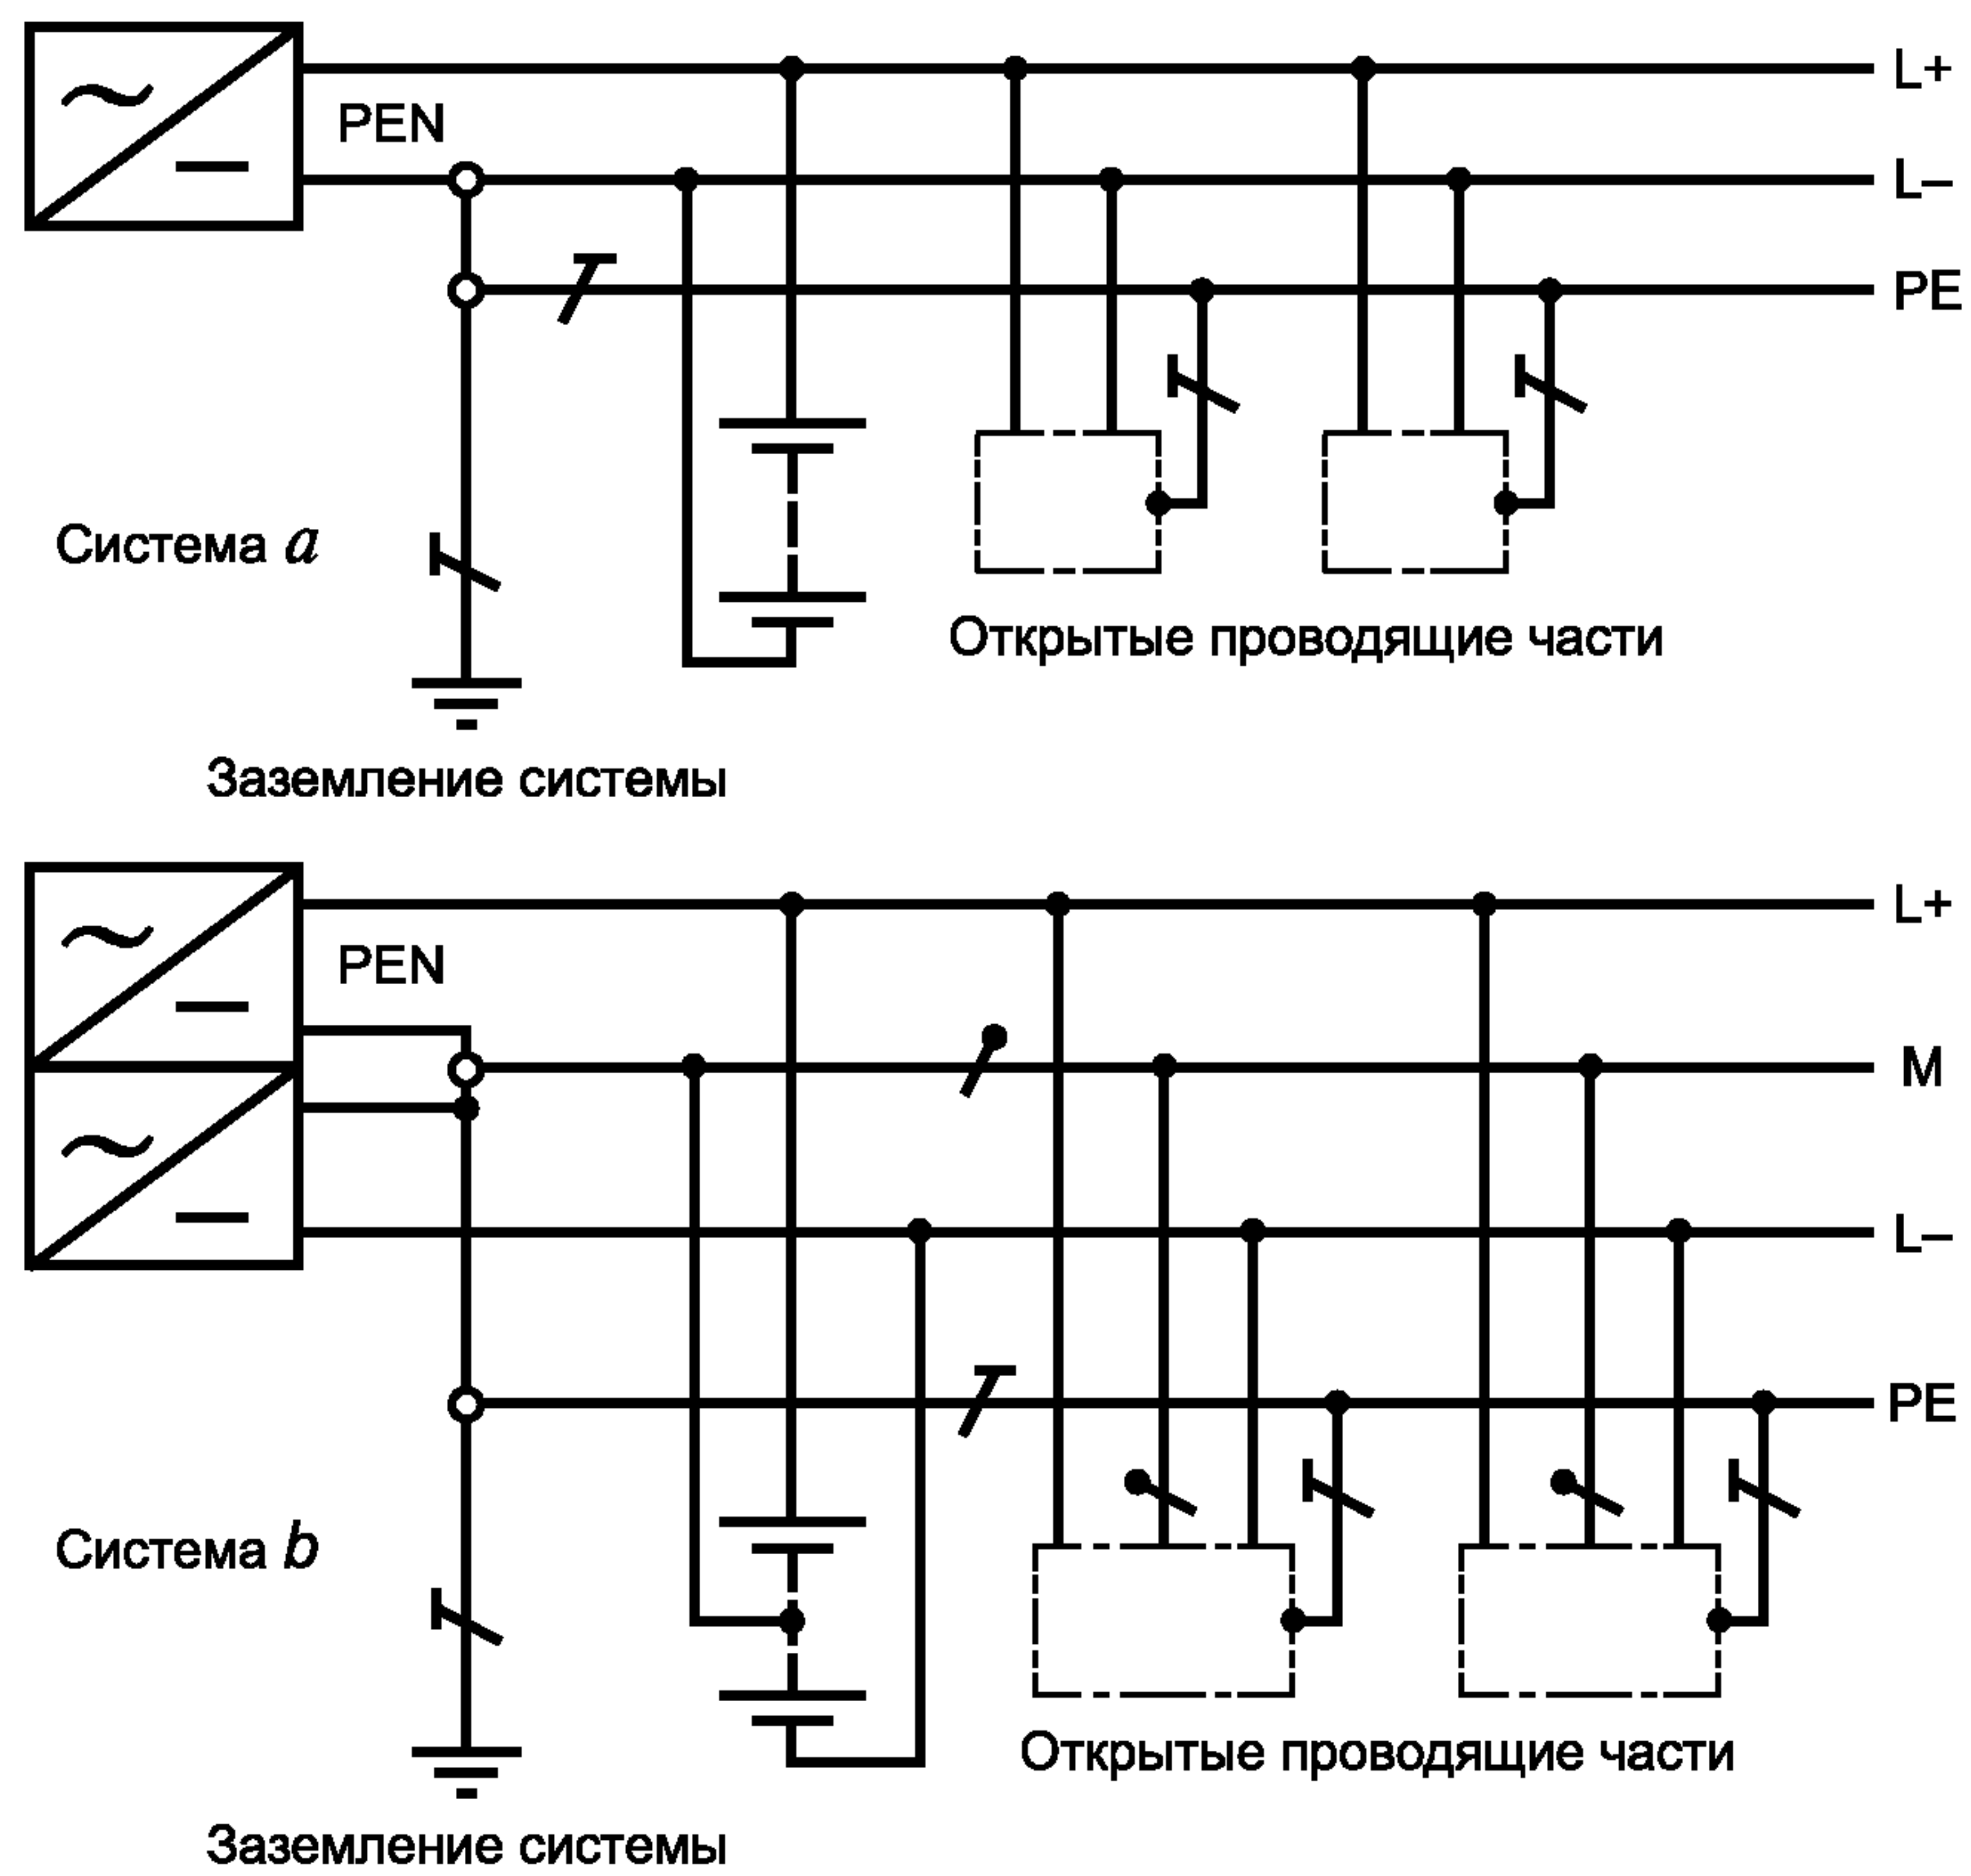 L+
PEN
L–
PE
Система a
Открытые проводящие части
Заземление системы
L+
PEN
M
L–
PE
Система b
Открытые проводящие части
Заземление системы